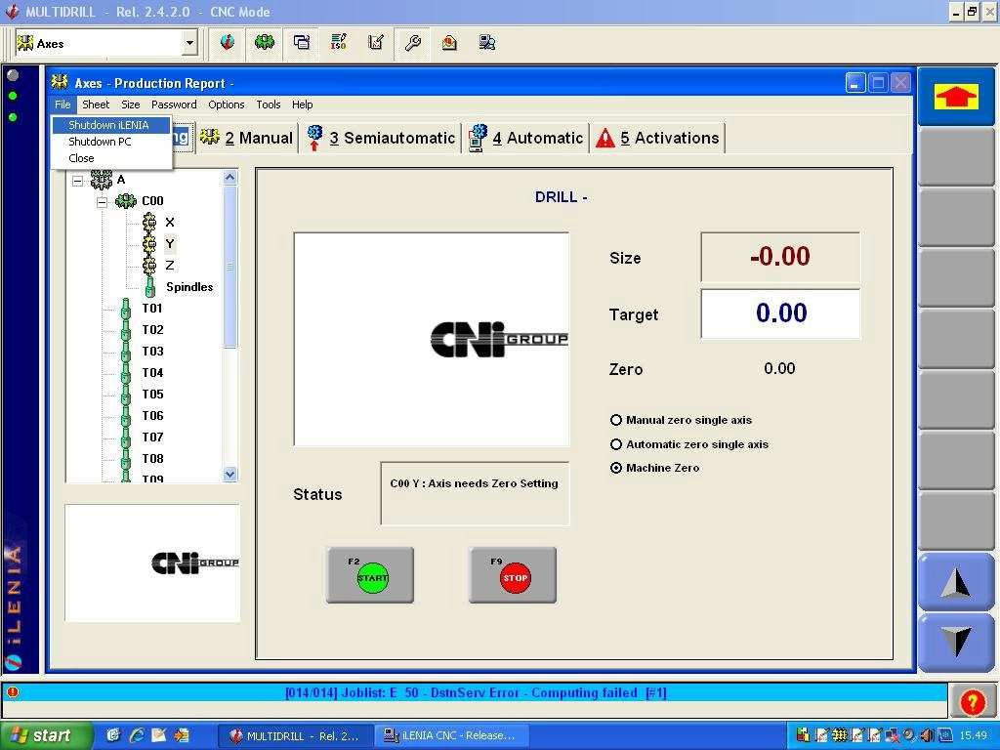 MULTIDRILL - Rel. 2.4.2.0 - CNC Mode
Axes
ISO
Axes - Production Report -
File Sheet Size Password Options Tools Help
Shutdown iLENIA
Shutdown PC
Close
ng
2 Manual
3 Semiautomatic
4 Automatic
5 Activations
A
C00
X
Y
Z
Spindles
T01
T02
T03
T04
T05
T06
T07
T08
T09
DRILL -
CNi GROUP
Size
-0.00
Target
0.00
Zero
0.00
Manual zero single axis
Automatic zero single axis
Machine Zero
Status
C00 Y : Axis needs Zero Setting
F2
START
F9
STOP
CNi GROUP
iLENIA
[014/014] Joblist: E 50 - DstnServ Error - Computing failed [#1]
start
MULTIDRILL - Rel. 2...
iLENIA CNC - Release...
15.49